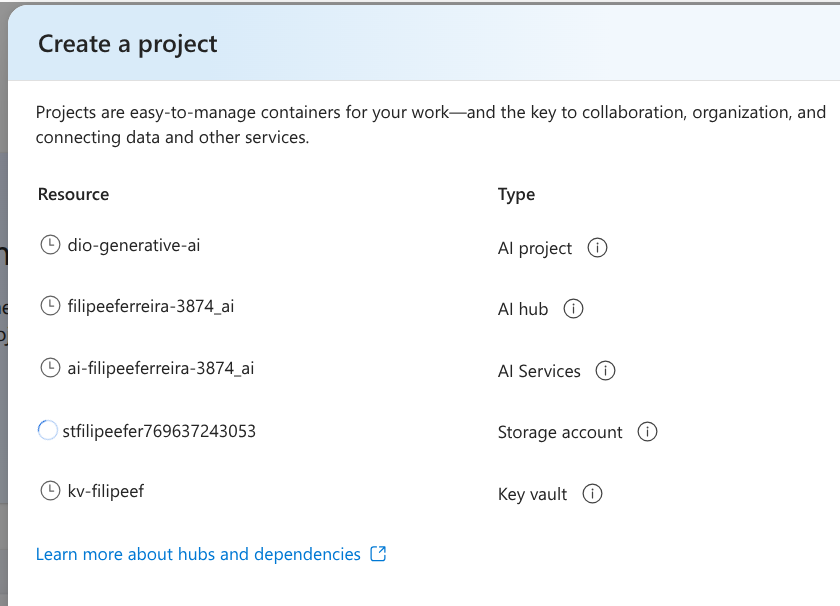 Create a project
Projects are easy-to-manage containers for your work—and the key to collaboration, organization, and
connecting data and other services.
Resource Type
dio-generative-ai AI project
filipeeferreira-3874_ai AI hub
ai-filipeeferreira-3874_ai AI Services
stfilipeefer769637243053 Storage account
kv-filipeef Key vault
Learn more about hubs and dependencies